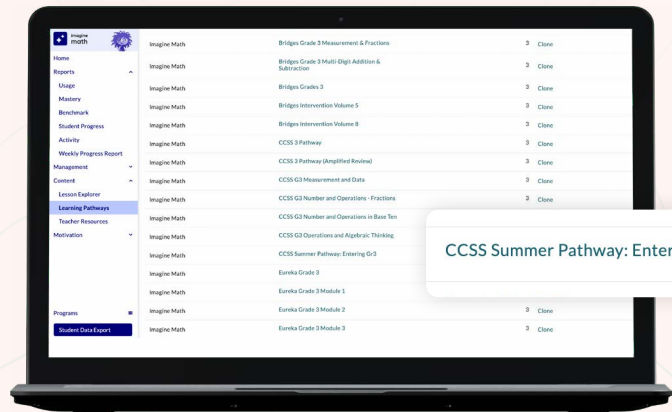 imagine
math
Home
Reports
Usage
Mastery
Benchmark
Student Progress
Activity
Weekly Progress Report
Management
Content
Lesson Explorer
Learning Pathways
Teacher Resources
Motivation
Programs
Student Data Export
Imagine Math Bridges Grade 3 Measurement & Fractions 3 Clone
Imagine Math Bridges Grade 3 Multi-Digit Addition &
Subtraction 3 Clone
Imagine Math Bridges Grades 3 3 Clone
Imagine Math Bridges Intervention Volume 5 3 Clone
Imagine Math Bridges Intervention Volume 8 3 Clone
Imagine Math CCSS 3 Pathway 3 Clone
Imagine Math CCSS 3 Pathway (Amplified Review) 3 Clone
Imagine Math CCSS G3 Measurement and Data 3 Clone
Imagine Math CCSS G3 Number and Operations - Fractions 3 Clone
Imagine Math CCSS G3 Number and Operations in Base Ten
Imagine Math CCSS G3 Operations and Algebraic Thinking
Imagine Math CCSS Summer Pathway: Entering Gr3
Imagine Math Eureka Grade 3
Imagine Math Eureka Grade 3 Module 1
Imagine Math Eureka Grade 3 Module 2 3 Clone
Imagine Math Eureka Grade 3 Module 3 3 Clone
CCSS Summer Pathway: Enter